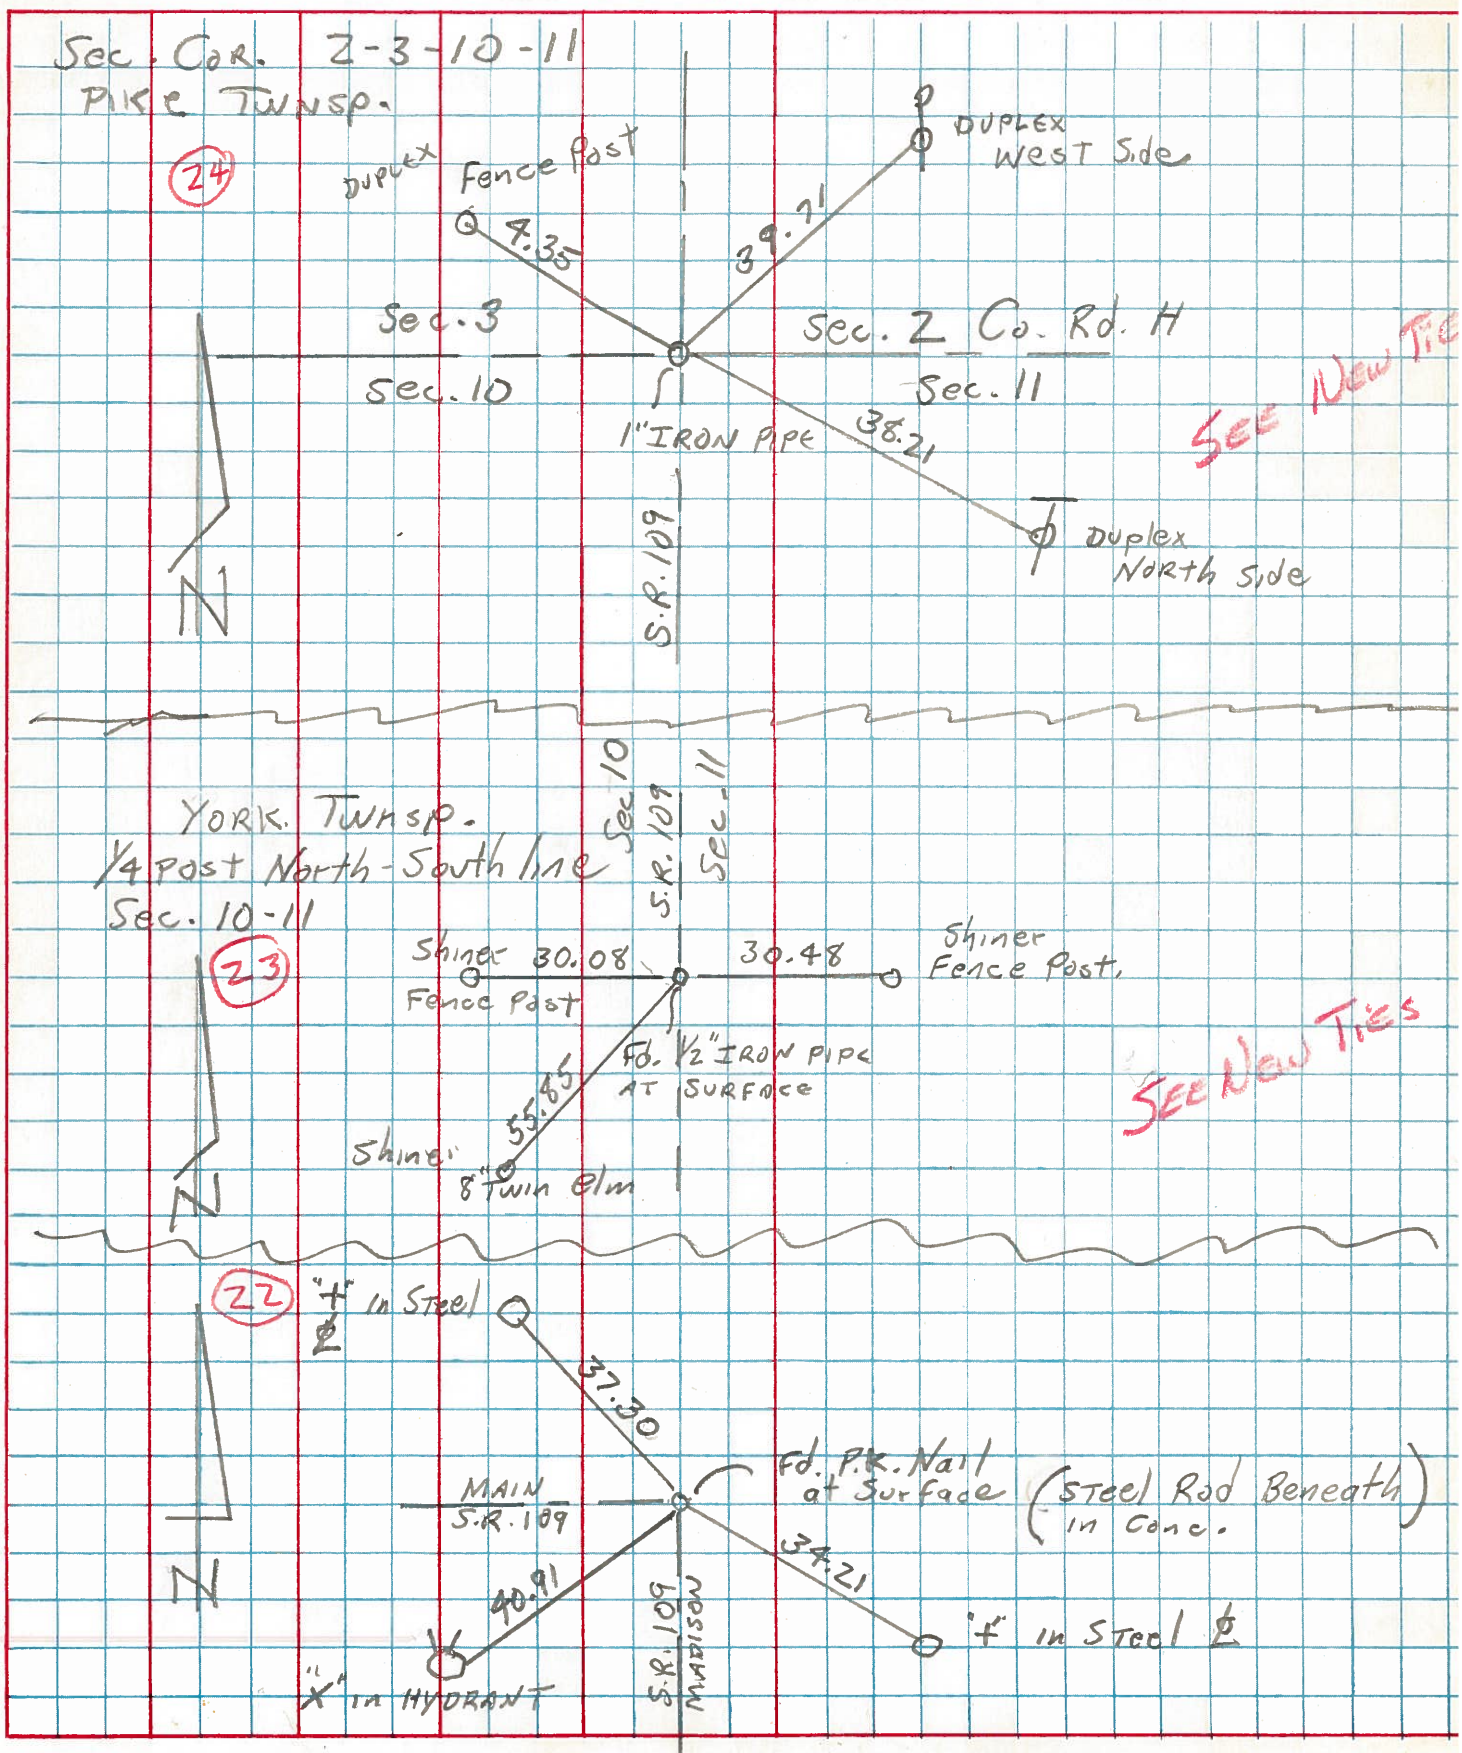 Sec. Cor. 2-3-10-11
Pike Twnsp.
24
Duplex Fence Post
Duplex
West Side
4.35
39.71
Sec. 3
Sec. 2 Co. Rd. H
Sec. 10
Sec. 11
See New Tie
1" Iron Pipe
38.21
S.R. 109
Duplex
North Side
N
Sec 10
S.R. 109
Sec. 11
York Twnsp.
1/4 Post North-South line
Sec. 10-11
23
Shiner
Fence Post
30.08
30.48
Shiner
Fence Post.
Fd. 1/2" Iron Pipe
At Surface
55.85
See New Ties
Shiner
8" Twin Elm
N
22
"+" in Steel
37.30
Main
S.R. 109
Fd. P.K. Nail
at Surface
(Steel Rod Beneath
in Conc.)
34.21
40.91
N
S.R. 109
Madison
"+" in Steel
"X" in Hydrant